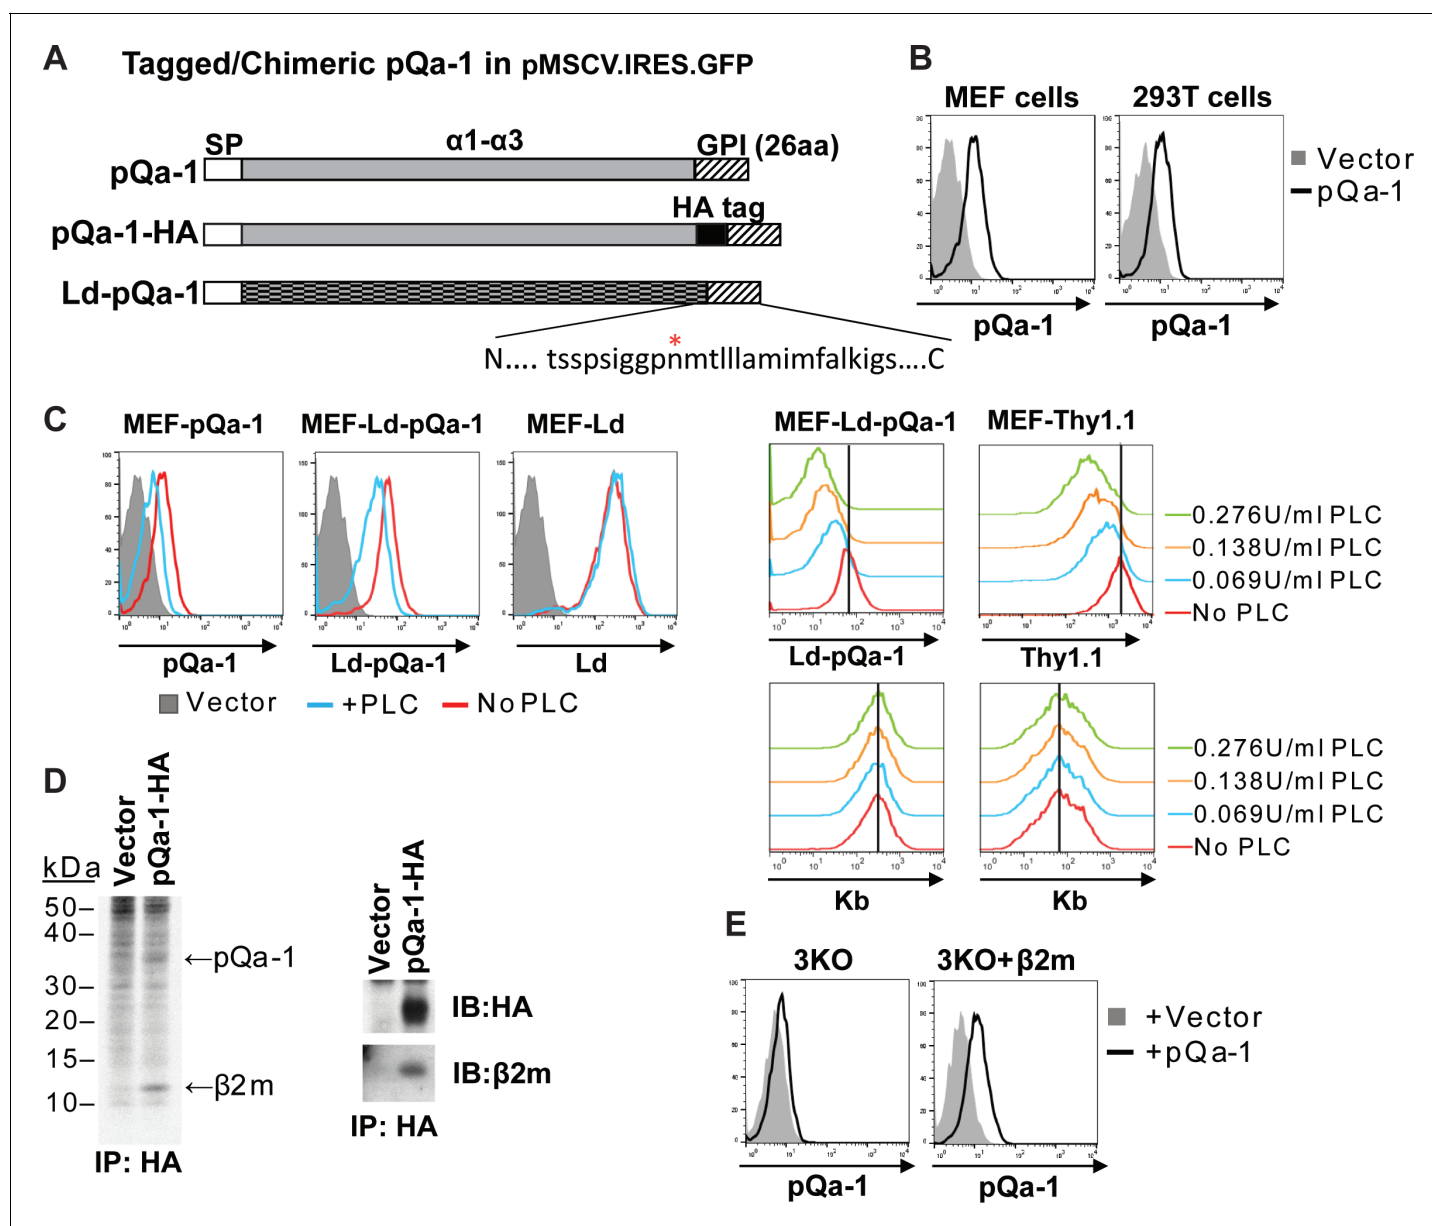 A
Tagged/Chimeric pQa-1 in pMSCV.IRES.GFP
SP
α1-α3
GPI (26aa)
pQa-1
HA tag
pQa-1-HA
Ld-pQa-1
*
N.... tsspsiggpnmtlllamimfalkigs....C
B
MEF cells
293T cells
Vector
pQa-1
pQa-1
pQa-1
C
MEF-pQa-1
MEF-Ld-pQa-1
MEF-Ld
pQa-1
Ld-pQa-1
Ld
Vector
+PLC
No PLC
MEF-Ld-pQa-1
MEF-Thy1.1
0.276U/ml PLC
0.138U/ml PLC
0.069U/ml PLC
No PLC
Ld-pQa-1
Thy1.1
0.276U/ml PLC
0.138U/ml PLC
0.069U/ml PLC
No PLC
Kb
Kb
D
Vector
pQa-1-HA
kDa
50
40
30
20
15
10
←pQa-1
←β2m
IP: HA
Vector
pQa-1-HA
IB:HA
IB:β2m
IP: HA
E
3KO
3KO+β2m
+Vector
+pQa-1
pQa-1
pQa-1